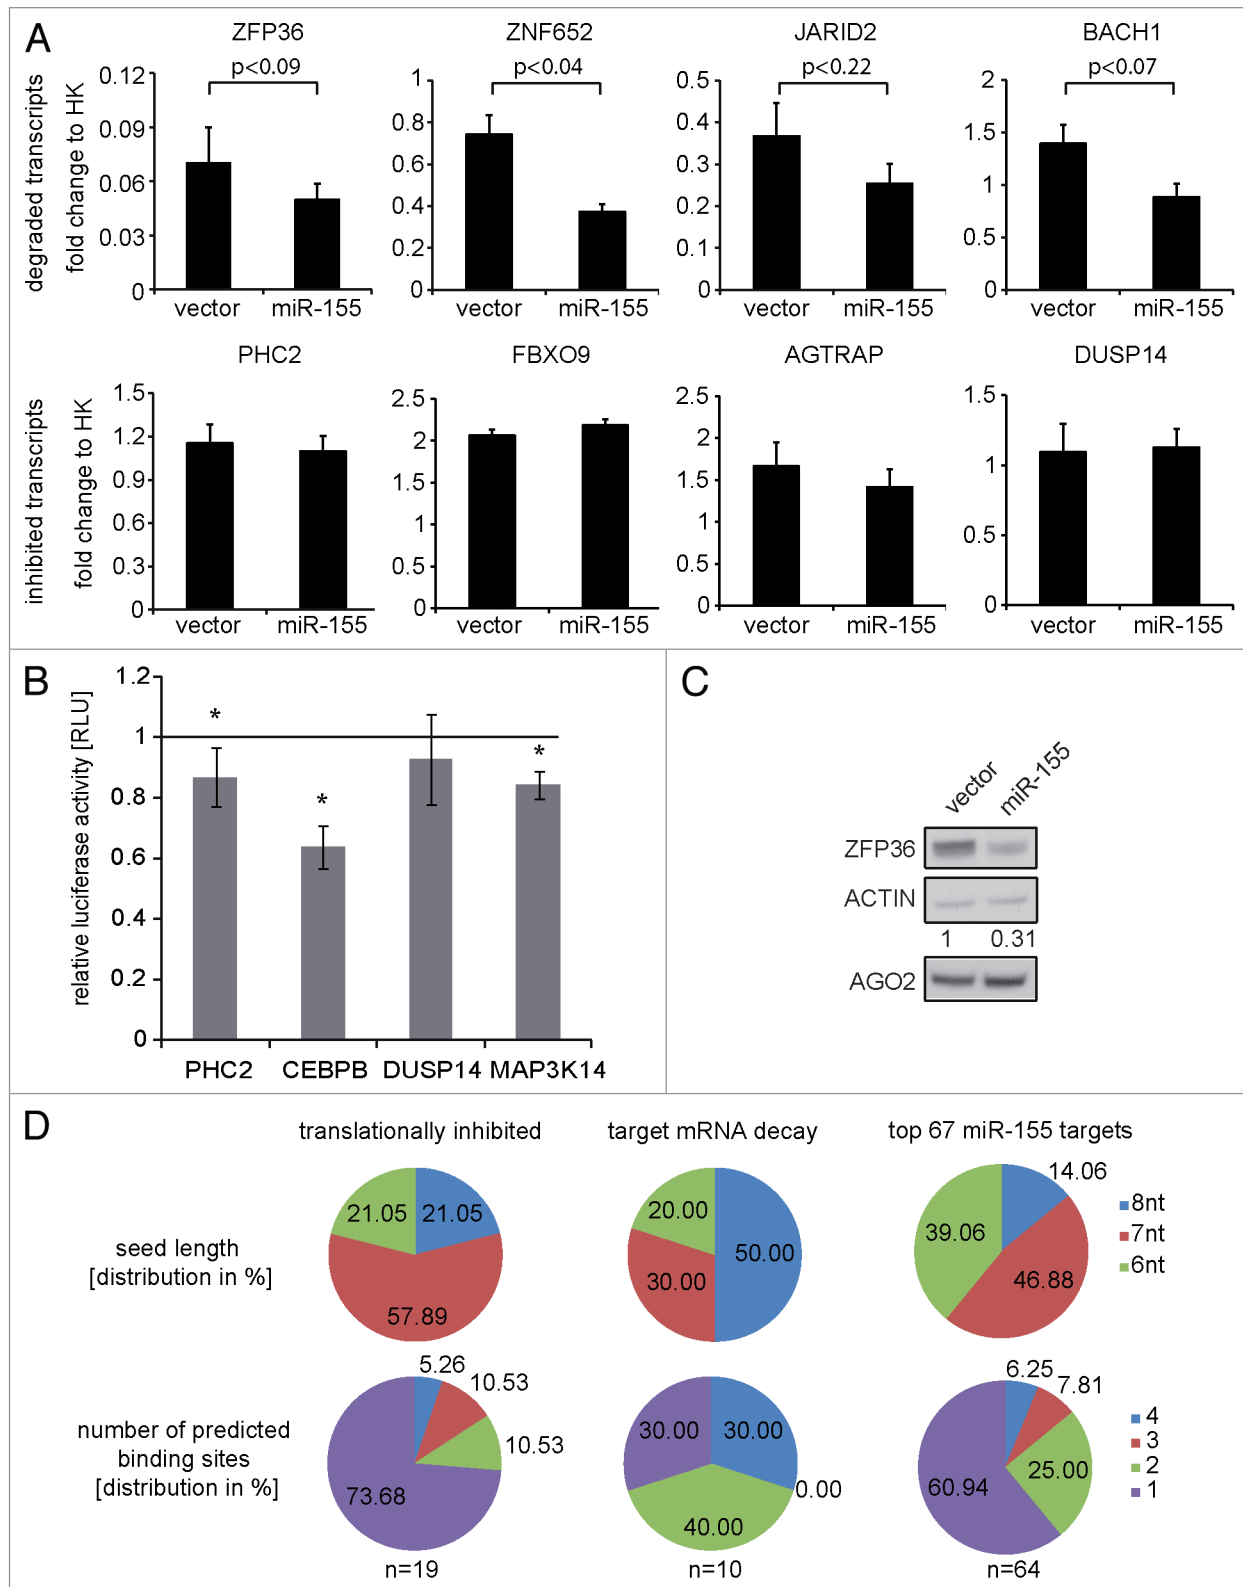 A
ZFP36
ZNF652
JARID2
BACH1
degraded transcripts
fold change to HK
p<0.09
0.12
0.09
0.06
0.03
0
vector
miR-155
p<0.04
1
0.8
0.6
0.4
0.2
0
vector
miR-155
p<0.22
0.5
0.4
0.3
0.2
0.1
0
vector
miR-155
p<0.07
2
1.5
1
0.5
0
vector
miR-155
PHC2
FBXO9
AGTRAP
DUSP14
inhibited transcripts
fold change to HK
1.5
1.2
0.9
0.6
0.3
0
vector
miR-155
2.5
2
1.5
1
0.5
0
vector
miR-155
2.5
2
1.5
1
0.5
0
vector
miR-155
1.5
1
0.5
0
vector
miR-155
B
relative luciferase activity [RLU]
1.2
1
0.8
0.6
0.4
0.2
0
*
*
*
PHC2
CEBPB
DUSP14
MAP3K14
C
vector
miR-155
ZFP36
ACTIN
1 0.31
AGO2
D
translationally inhibited
target mRNA decay
top 67 miR-155 targets
seed length
[distribution in %]
21.05
21.05
57.89
20.00
50.00
30.00
14.06
39.06
46.88
8nt
7nt
6nt
number of predicted
binding sites
[distribution in %]
5.26
10.53
10.53
73.68
30.00
30.00
0.00
40.00
6.25
7.81
25.00
60.94
4
3
2
1
n=19
n=10
n=64